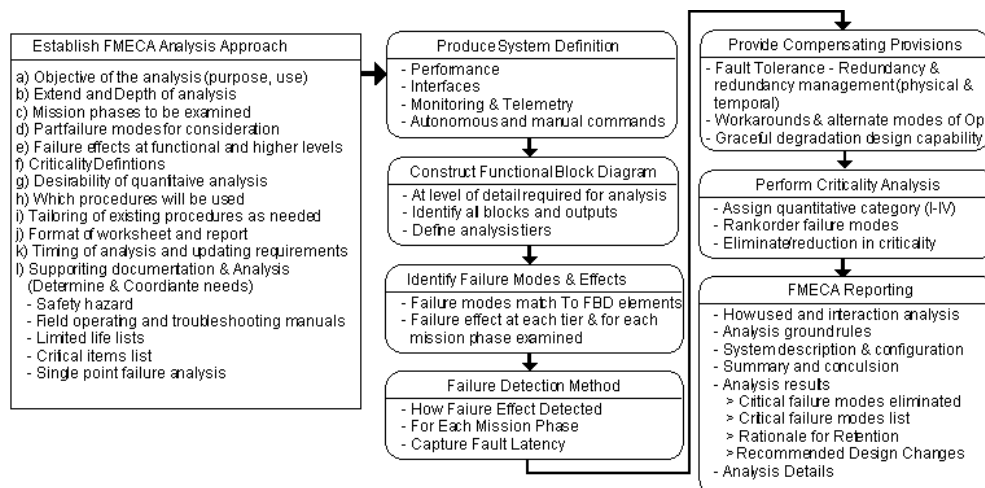 Establish FMECA Analysis Approach
a) Objective of the analysis (purpose, use)
b) Extend and Depth of analysis
c) Mission phases to be examined
d) Partfailure modes for consideration
e) Failure effects at functional and higher levels
f) Criticality Defintions
g) Desirability of quantitaive analysis
h) Which procedures will be used
i) Tailoring of existing procedures as needed
j) Format of worksheet and report
k) Timing of analysis and updating requirements
l) Supporting documentation & Analysis
(Determine & Coordiante needs)
- Safety hazard
- Field operating and troubleshooting manuals
- Limited life lists
- Critical items list
- Single point failure analysis
Produce System Definition
- Performance
- Interfaces
- Monitoring & Telemetry
- Autonomous and manual commands
Construct Functional Block Diagram
- At level of detail required for analysis
- Identify all blocks and outputs
- Define analysis tiers
Identify Failure Modes & Effects
- Failure modes match To FBD elements
- Failure effect at each tier & for each
mission phase examined
Failure Detection Method
- How Faiure Effect Detected
- For Each Mission Phase
- Capture Fault Latency
Provide Compensating Provisions
- Fault Tolerance - Redundancy &
redundancy management (physical &
temporal)
- Workarounds & alternate modes of Op
- Graceful degradation design capability
Perform Criticality Analysis
- Assign quantitative category (I-IV)
- Rankorder failure modes
- Eliminate/reduction in criticality
FMECA Reporting
- How used and interaction analysis
- Analysis ground rules
- System description & configuration
- Summary and conculsion
- Analysis results
> Critical failure modes eliminated
> Critical failure modes list
> Rationale for Retention
> Recommended Design Changes
- Analysis Details